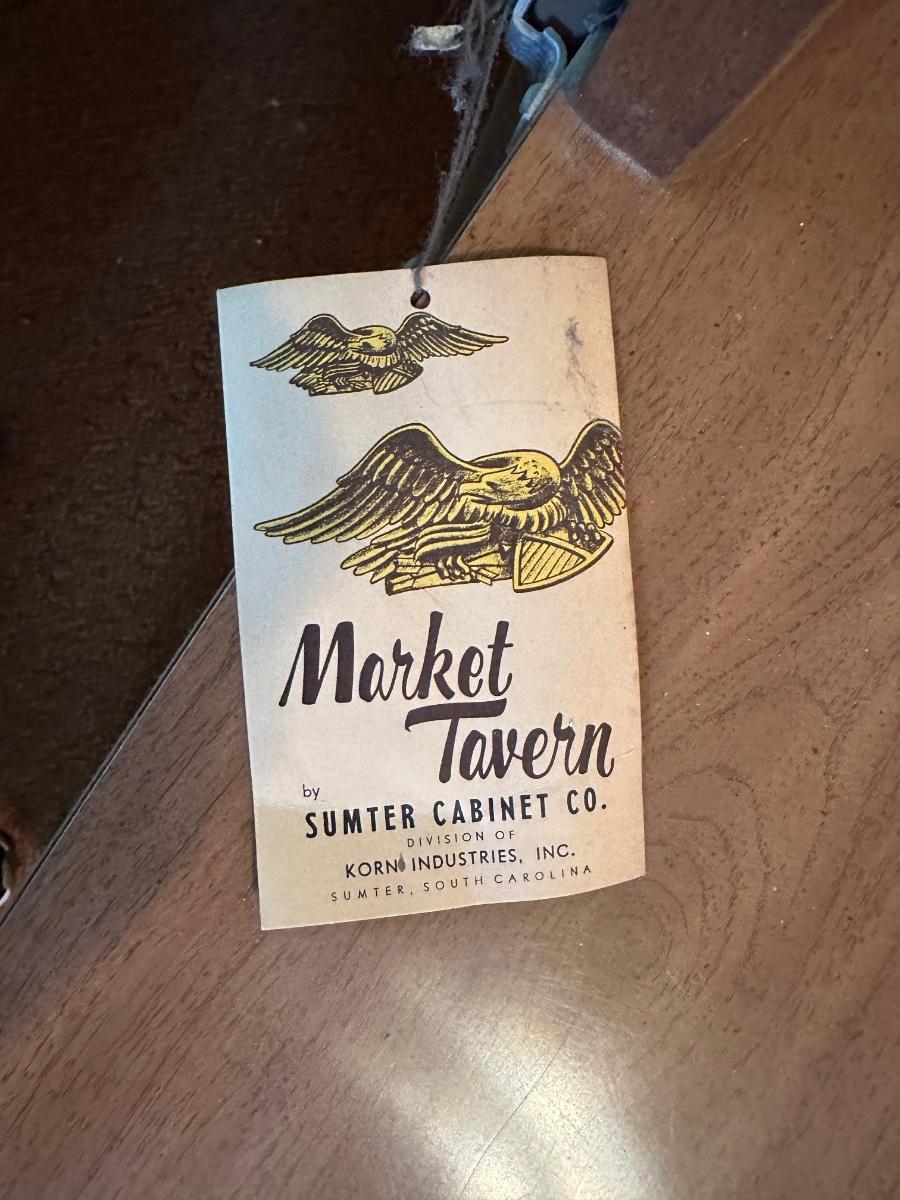 Market
Tavern
by
SUMTER CABINET CO.
DIVISION OF
KORN INDUSTRIES, INC.
SUMTER, SOUTH CAROLINA